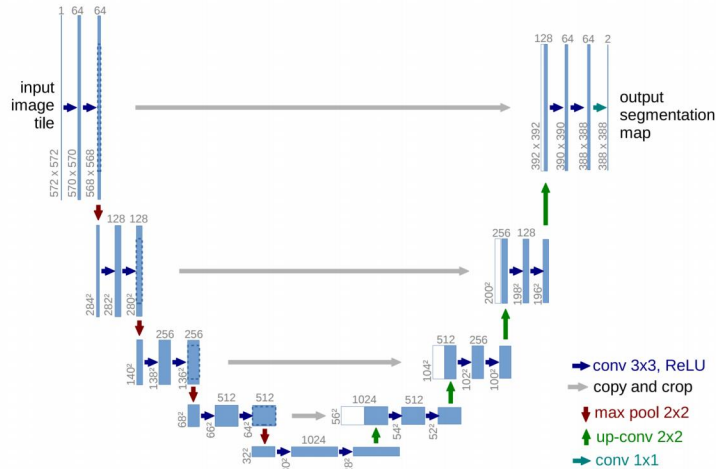 1 64 64
128 64 64 2
input
image
tile
output
segmentation
map
572 x 572
570 x 570
568 x 568
392 x 392
390 x 390
388 x 388
388 x 388
128 128
256 128
284²
282²
280²
200²
198²
196²
256 256
512 256
140²
138²
136²
104²
102²
100²
512 512
1024 512
68²
66²
64²
56²
54²
52²
1024
32²
conv 3x3, ReLU
copy and crop
max pool 2x2
up-conv 2x2
conv 1x1